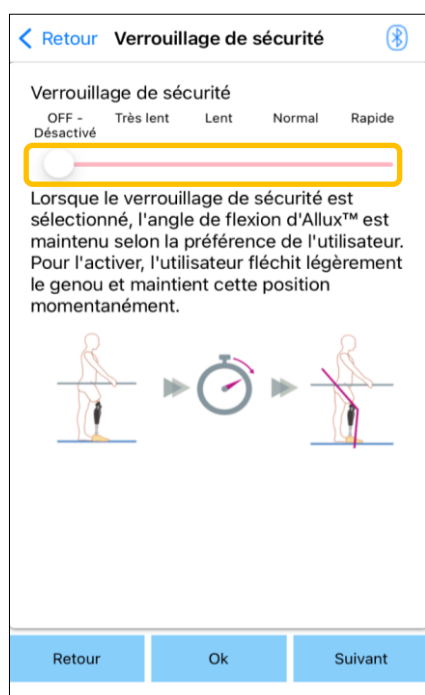 Retour Verrouillage de sécurité
Verrouillage de sécurité
OFF - Désactivé Très lent Lent Normal Rapide
Lorsque le verrouillage de sécurité est
sélectionné, l'angle de flexion d'Allux™ est
maintenu selon la préférence de l'utilisateur.
Pour l'activer, l'utilisateur fléchit légèrement
le genou et maintient cette position
momentanément.
Retour Ok Suivant